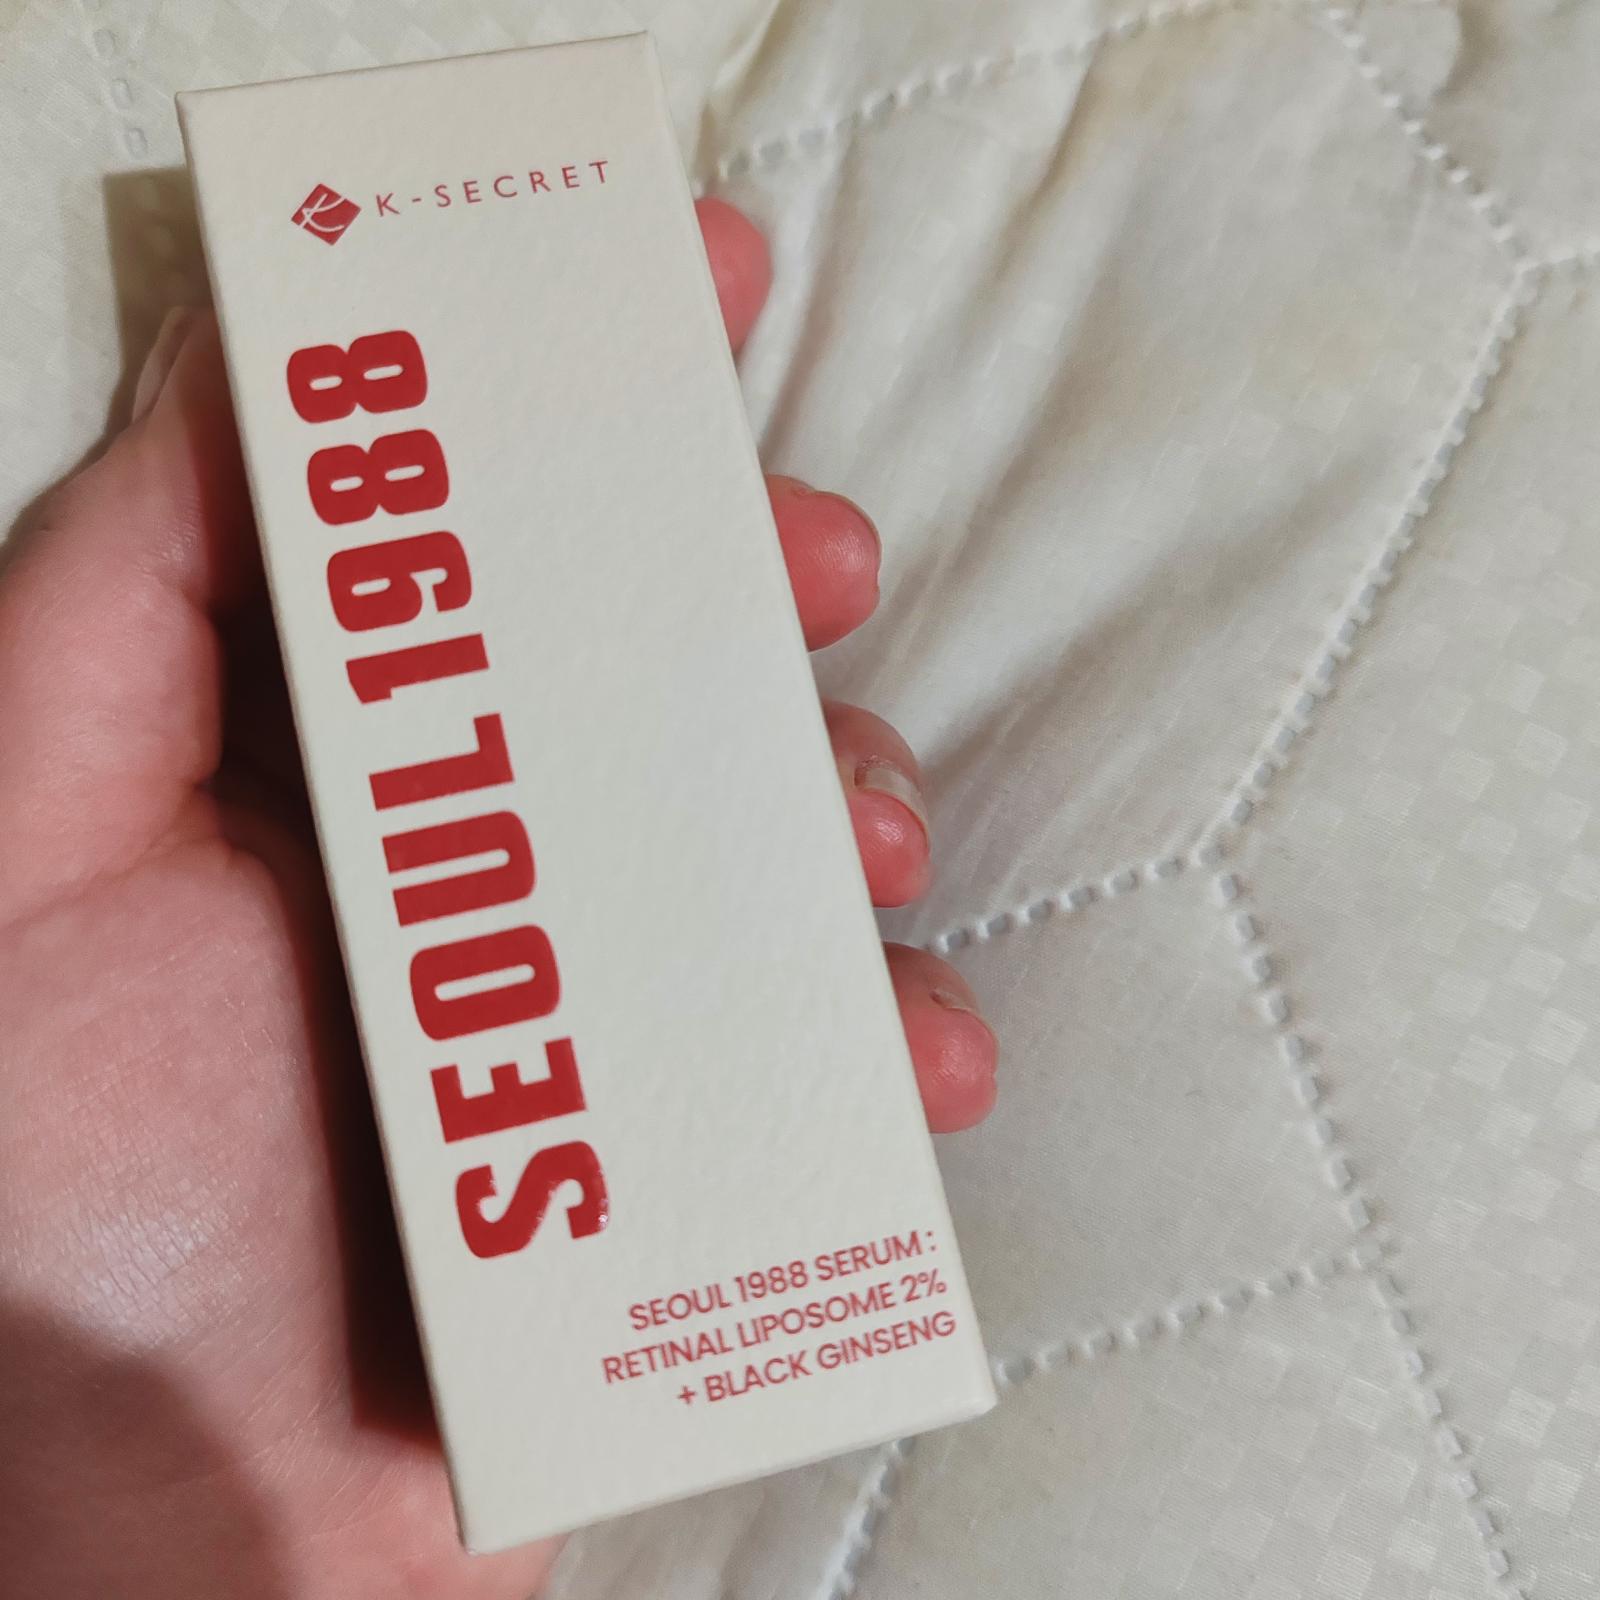 K-SECRET
SEOUL 1988
SEOUL 1988 SERUM :
RETINAL LIPOSOME 2%
+ BLACK GINSENG